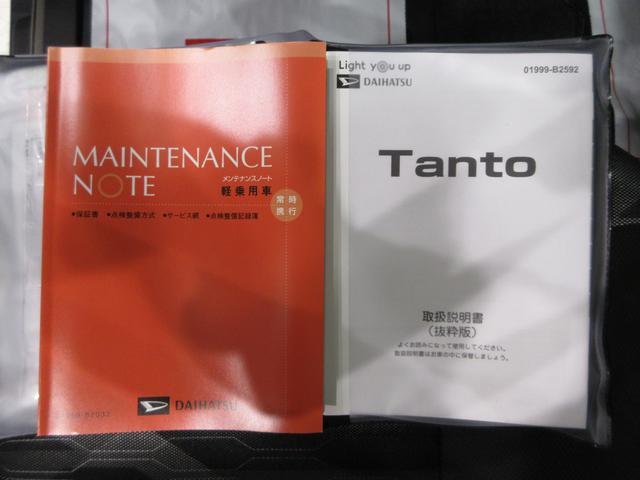 MAINTENANCE
NOTE
メンテナンスノート
軽乗用車
常時
携行
●保証書 ●点検整備方式 ●サービス網 ●点検整備記録簿
DAIHATSU
Light you up
DAIHATSU
01999-B2592
Tanto
取扱説明書
(抜粋版)
よくお読みになって使用してください。
取扱説明書はお車の中に保管しましょう。